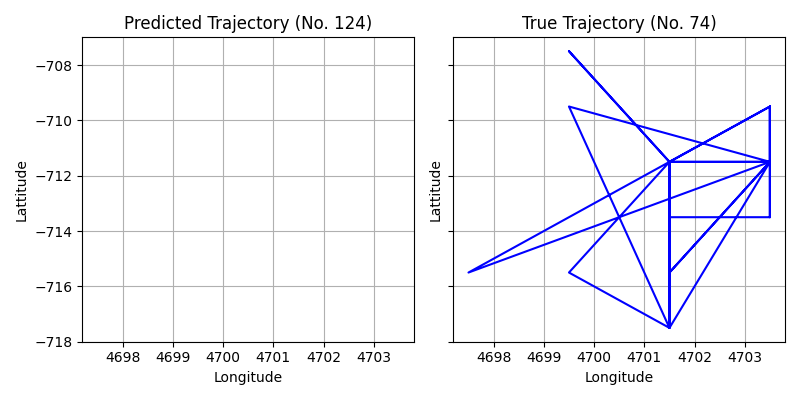 Predicted Trajectory (No. 124)
True Trajectory (No. 74)
−708
−710
−712
−714
−716
−718
Lattitude
Lattitude
4698 4699 4700 4701 4702 4703
4698 4699 4700 4701 4702 4703
Longitude
Longitude